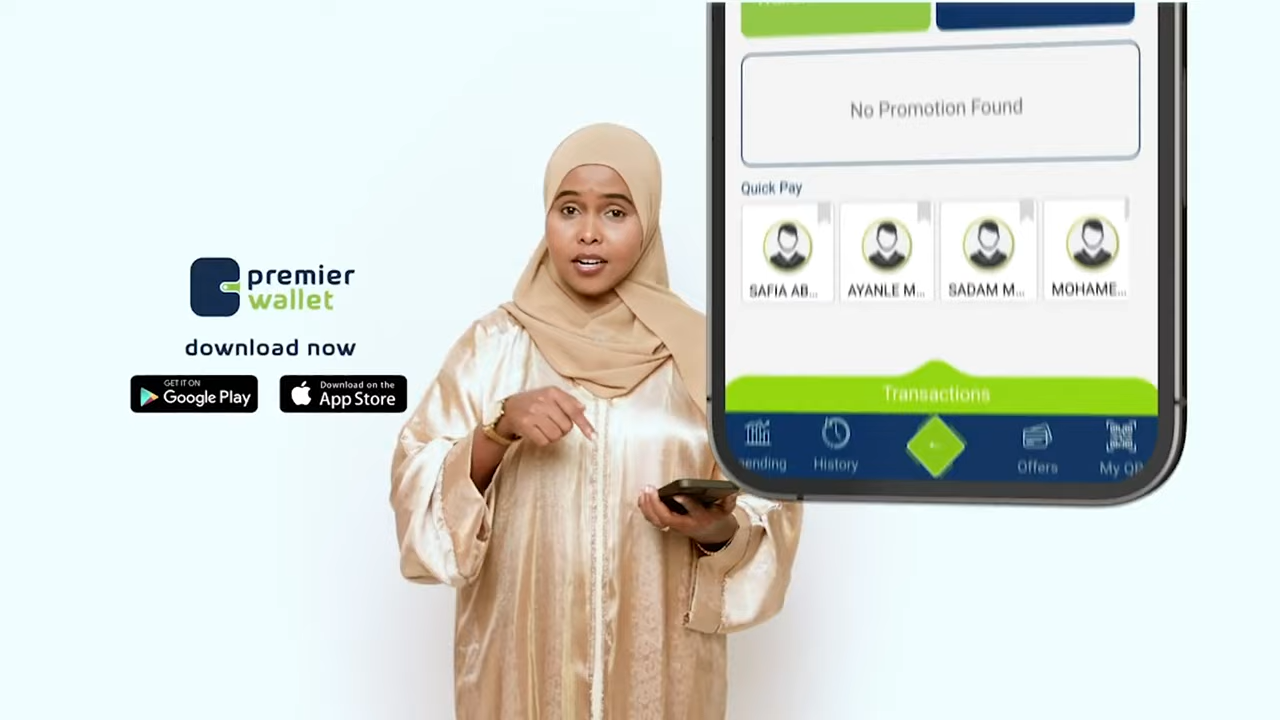 premier
wallet
download now
GET IT ON
Google Play
Download on the
App Store
No Promotion Found
Quick Pay
SAFIA AB...
AYANLE M...
SADAM M...
MOHAME...
Transactions
History
Offers